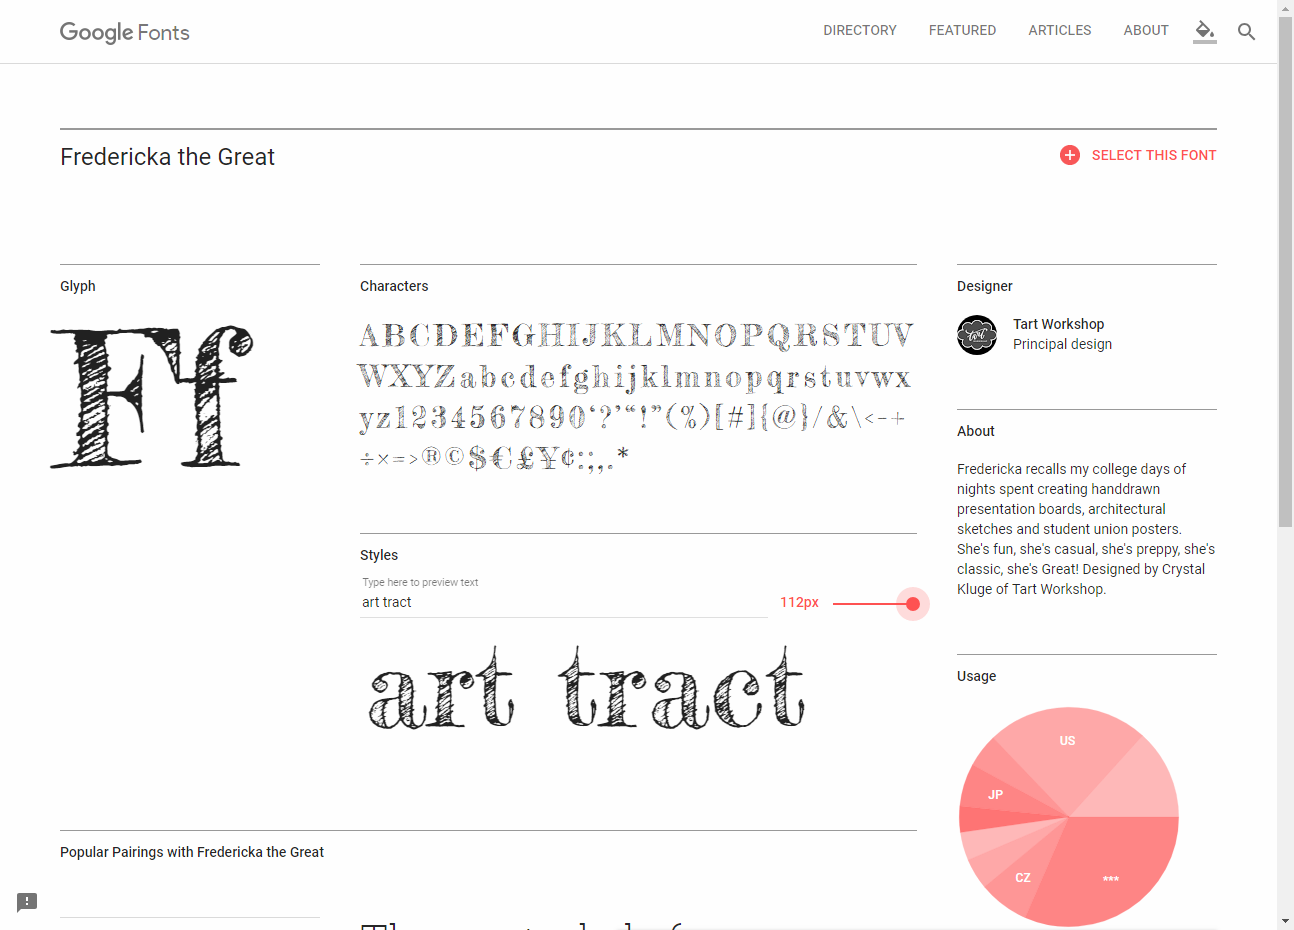 Google Fonts
DIRECTORY FEATURED ARTICLES ABOUT
Fredericka the Great
SELECT THIS FONT
Glyph
Ff
Characters
ABCDEFGHIJKLMNOPQRSTUV
WXYZabcdefghijklmnopqrstuvwx
yz1234567890‘?’“!”(%)[#]{@}/&\<-+
÷×=>®©$€£¥¢:;,.*
Designer
tart
Tart Workshop
Principal design
About
Fredericka recalls my college days of
nights spent creating handdrawn
presentation boards, architectural
sketches and student union posters.
She's fun, she's casual, she's preppy, she's
classic, she's Great! Designed by Crystal
Kluge of Tart Workshop.
Styles
Type here to preview text
art tract
112px
art tract
Usage
US
JP
CZ
***
Popular Pairings with Fredericka the Great